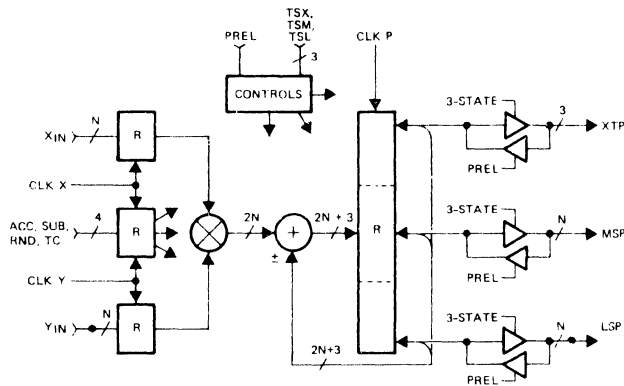 TSX,
TSM,
TSL
PREL
3
CLK P
CONTROLS
3-STATE
3
XTP
PREL
N
XIN
R
CLK X
ACC, SUB,
RND, TC
4
R
2N
+
±
2N + 3
R
3-STATE
N
MSP
PREL
CLK Y
N
YIN
R
2N+3
3-STATE
N
LSP
PREL